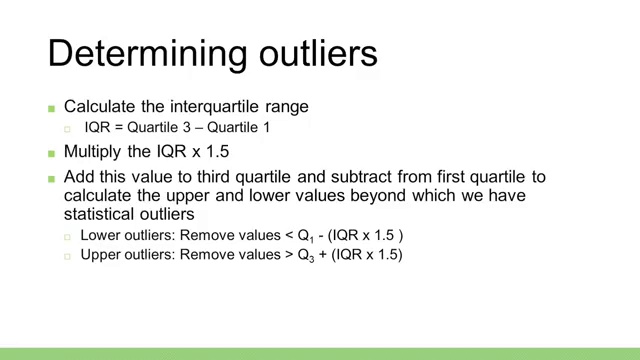 Determining outliers
Calculate the interquartile range
IQR = Quartile 3 – Quartile 1
Multiply the IQR x 1.5
Add this value to third quartile and subtract from first quartile to
calculate the upper and lower values beyond which we have
statistical outliers
Lower outliers: Remove values < Q₁ - (IQR x 1.5 )
Upper outliers: Remove values > Q₃ + (IQR x 1.5)